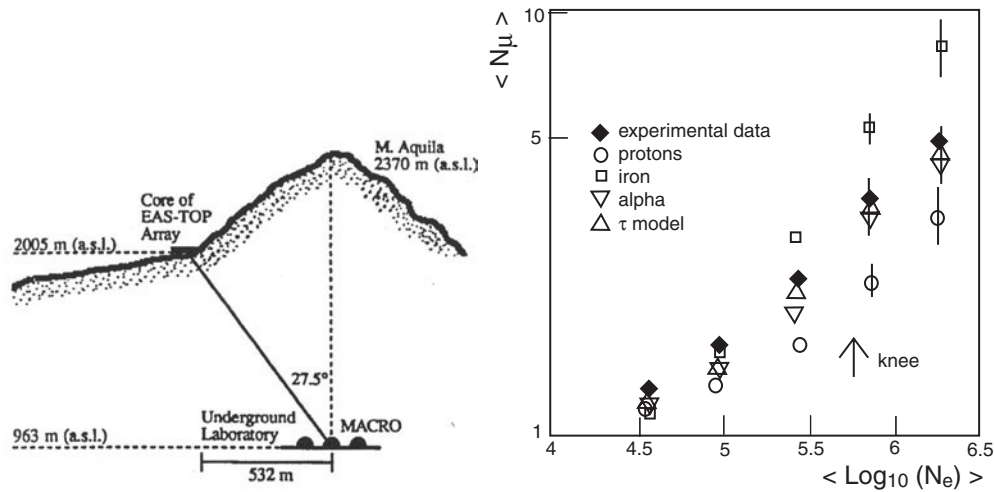 M. Aquila
2370 m (a.s.l.)
Core of
EAS-TOP
Array
2005 m (a.s.l.)
27.5°
Underground
Laboratory
MACRO
963 m (a.s.l.)
532 m
< Nμ >
10
5
1
experimental data
protons
iron
alpha
τ model
knee
4
4.5
5
5.5
6
6.5
< Log10 (Ne) >